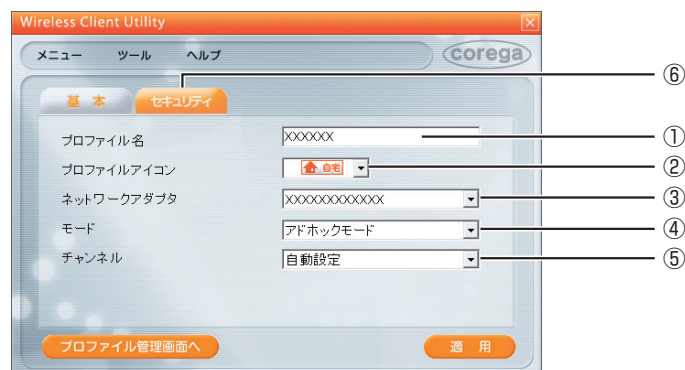 Wireless Client Utility
メニュー ツール ヘルプ corega
基 本 セキュリティ ⑥
プロファイル名 XXXXXX ①
プロファイルアイコン 自宅 ②
ネットワークアダプタ XXXXXXXXXXXX ③
モード アドホックモード ④
チャンネル 自動設定 ⑤
プロファイル管理画面へ 適 用